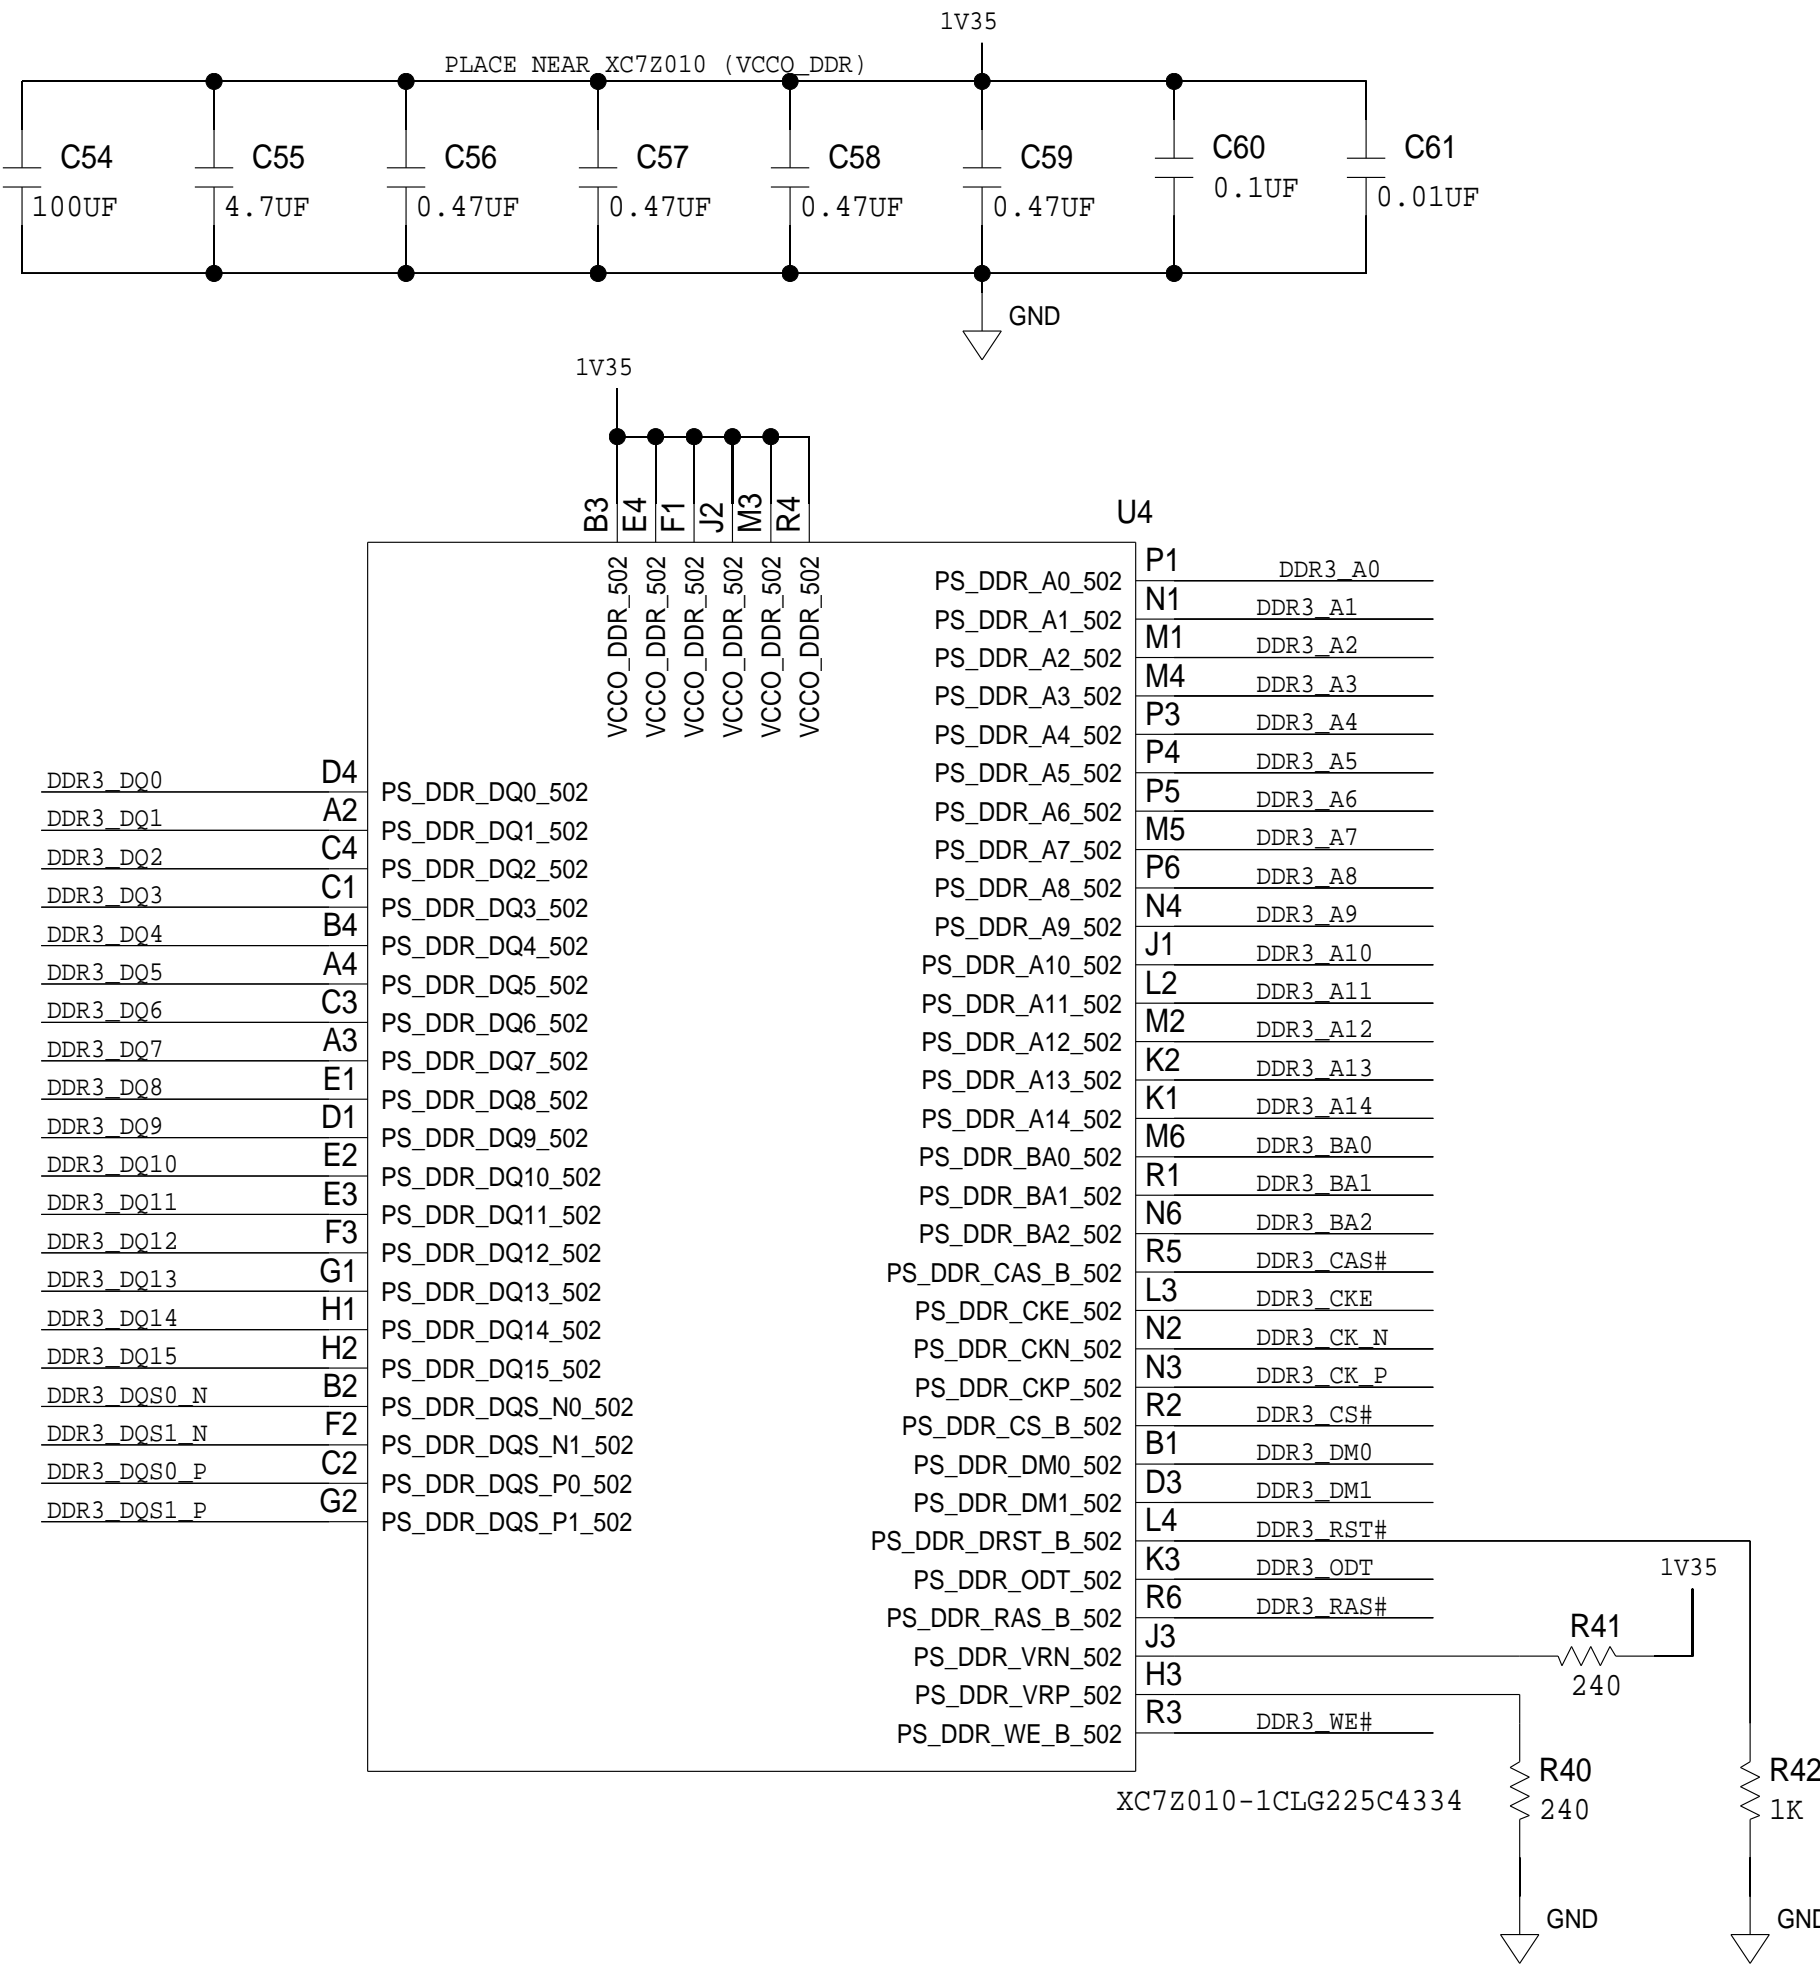 1V35
PLACE NEAR XC7Z010 (VCCO_DDR)
C54
100UF
C55
4.7UF
C56
0.47UF
C57
0.47UF
C58
0.47UF
C59
0.47UF
C60
0.1UF
C61
0.01UF
GND
1V35
B3
E4
F1
J2
M3
R4
U4
VCCO_DDR_502
VCCO_DDR_502
VCCO_DDR_502
VCCO_DDR_502
VCCO_DDR_502
VCCO_DDR_502
DDR3_DQ0 D4 PS_DDR_DQ0_502
DDR3_DQ1 A2 PS_DDR_DQ1_502
DDR3_DQ2 C4 PS_DDR_DQ2_502
DDR3_DQ3 C1 PS_DDR_DQ3_502
DDR3_DQ4 B4 PS_DDR_DQ4_502
DDR3_DQ5 A4 PS_DDR_DQ5_502
DDR3_DQ6 C3 PS_DDR_DQ6_502
DDR3_DQ7 A3 PS_DDR_DQ7_502
DDR3_DQ8 E1 PS_DDR_DQ8_502
DDR3_DQ9 D1 PS_DDR_DQ9_502
DDR3_DQ10 E2 PS_DDR_DQ10_502
DDR3_DQ11 E3 PS_DDR_DQ11_502
DDR3_DQ12 F3 PS_DDR_DQ12_502
DDR3_DQ13 G1 PS_DDR_DQ13_502
DDR3_DQ14 H1 PS_DDR_DQ14_502
DDR3_DQ15 H2 PS_DDR_DQ15_502
DDR3_DQS0_N B2 PS_DDR_DQS_N0_502
DDR3_DQS1_N F2 PS_DDR_DQS_N1_502
DDR3_DQS0_P C2 PS_DDR_DQS_P0_502
DDR3_DQS1_P G2 PS_DDR_DQS_P1_502
PS_DDR_A0_502 P1 DDR3_A0
PS_DDR_A1_502 N1 DDR3_A1
PS_DDR_A2_502 M1 DDR3_A2
PS_DDR_A3_502 M4 DDR3_A3
PS_DDR_A4_502 P3 DDR3_A4
PS_DDR_A5_502 P4 DDR3_A5
PS_DDR_A6_502 P5 DDR3_A6
PS_DDR_A7_502 M5 DDR3_A7
PS_DDR_A8_502 P6 DDR3_A8
PS_DDR_A9_502 N4 DDR3_A9
PS_DDR_A10_502 J1 DDR3_A10
PS_DDR_A11_502 L2 DDR3_A11
PS_DDR_A12_502 M2 DDR3_A12
PS_DDR_A13_502 K2 DDR3_A13
PS_DDR_A14_502 K1 DDR3_A14
PS_DDR_BA0_502 M6 DDR3_BA0
PS_DDR_BA1_502 R1 DDR3_BA1
PS_DDR_BA2_502 N6 DDR3_BA2
PS_DDR_CAS_B_502 R5 DDR3_CAS#
PS_DDR_CKE_502 L3 DDR3_CKE
PS_DDR_CKN_502 N2 DDR3_CK_N
PS_DDR_CKP_502 N3 DDR3_CK_P
PS_DDR_CS_B_502 R2 DDR3_CS#
PS_DDR_DM0_502 B1 DDR3_DM0
PS_DDR_DM1_502 D3 DDR3_DM1
PS_DDR_DRST_B_502 L4 DDR3_RST#
PS_DDR_ODT_502 K3 DDR3_ODT
PS_DDR_RAS_B_502 R6 DDR3_RAS#
PS_DDR_VRN_502 J3
PS_DDR_VRP_502 H3
PS_DDR_WE_B_502 R3 DDR3_WE#
1V35
R41
240
R40
240
R42
1K
XC7Z010-1CLG225C4334
GND
GND